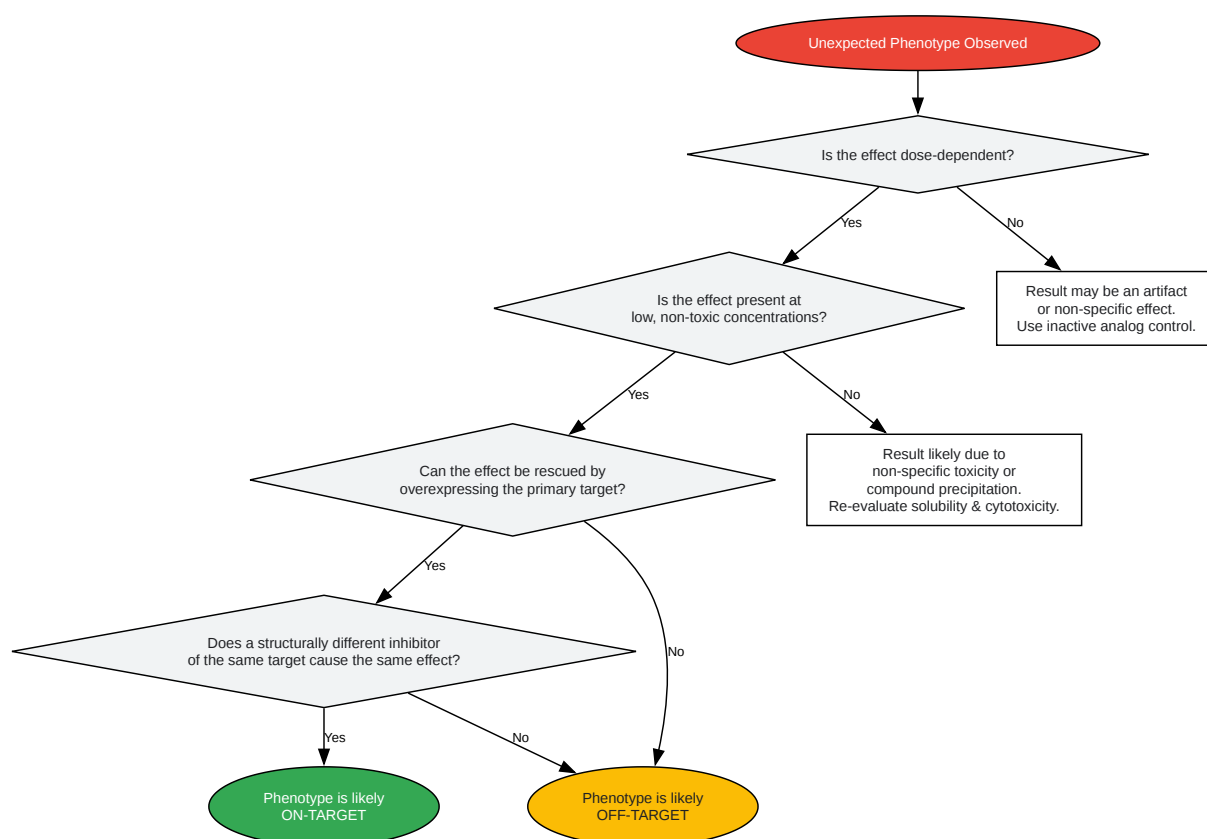 Unexpected Phenotype Observed
Is the effect dose-dependent?
Yes
No
Is the effect present at
low, non-toxic concentrations?
Result may be an artifact
or non-specific effect.
Use inactive analog control.
Yes
No
Can the effect be rescued by
overexpressing the primary target?
Result likely due to
non-specific toxicity or
compound precipitation.
Re-evaluate solubility & cytotoxicity.
Yes
No
Does a structurally different inhibitor
of the same target cause the same effect?
Yes
No
Phenotype is likely
ON-TARGET
Phenotype is likely
OFF-TARGET